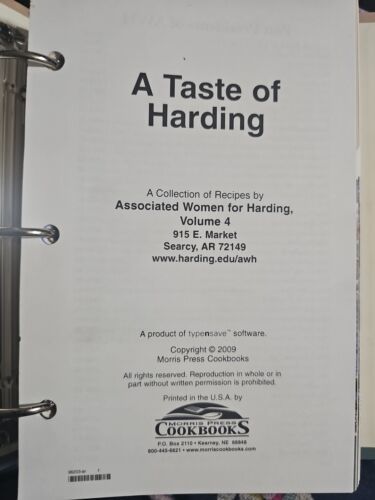 A Taste of
Harding
A Collection of Recipes by
Associated Women for Harding,
Volume 4
915 E. Market
Searcy, AR 72149
www.harding.edu/awh
A product of typensave™ software.
Copyright © 2009
Morris Press Cookbooks
All rights reserved. Reproduction in whole or in
part without written permission is prohibited.
Printed in the U.S.A. by
MORRIS PRESS
COOKBOOKS
P.O. Box 2110 • Kearney, NE 68848
800-445-6621 • www.morriscookbooks.com